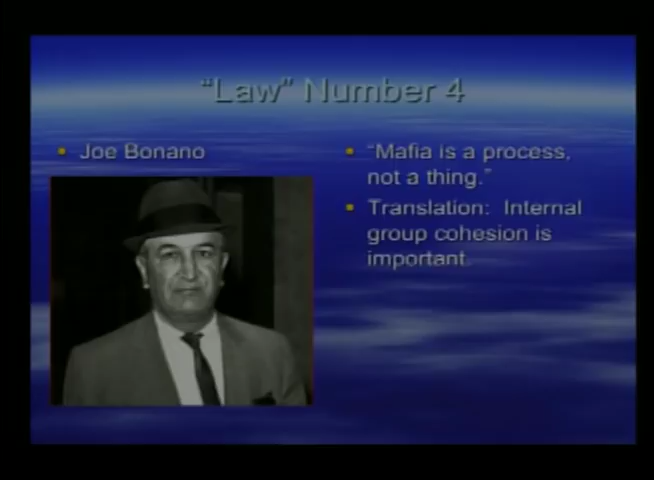 "Law" Number 4
Joe Bonano
"Mafia is a process,
not a thing."
Translation: Internal
group cohesion is
important.